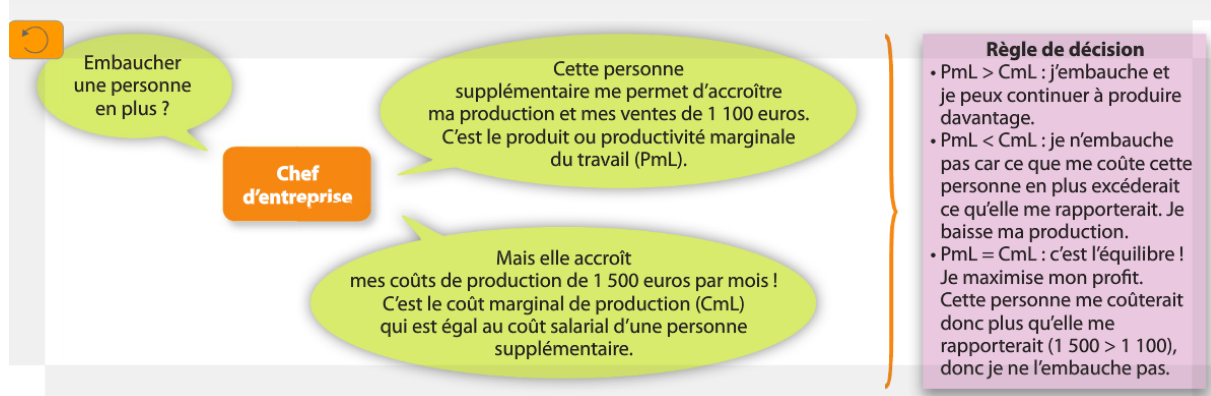 Embaucher
une personne
en plus ?
Cette personne
supplémentaire me permet d'accroître
ma production et mes ventes de 1 100 euros.
C'est le produit ou productivité marginale
du travail (PmL).
Chef
d'entreprise
Mais elle accroît
mes coûts de production de 1 500 euros par mois !
C'est le coût marginal de production (CmL)
qui est égal au coût salarial d'une personne
supplémentaire.
Règle de décision
• PmL > CmL : j'embauche et
je peux continuer à produire
davantage.
• PmL < CmL : je n'embauche
pas car ce que me coûte cette
personne en plus excéderait
ce qu'elle me rapporterait. Je
baisse ma production.
• PmL = CmL : c'est l'équilibre !
Je maximise mon profit.
Cette personne me coûterait
donc plus qu'elle me
rapporterait (1 500 > 1 100),
donc je ne l'embauche pas.